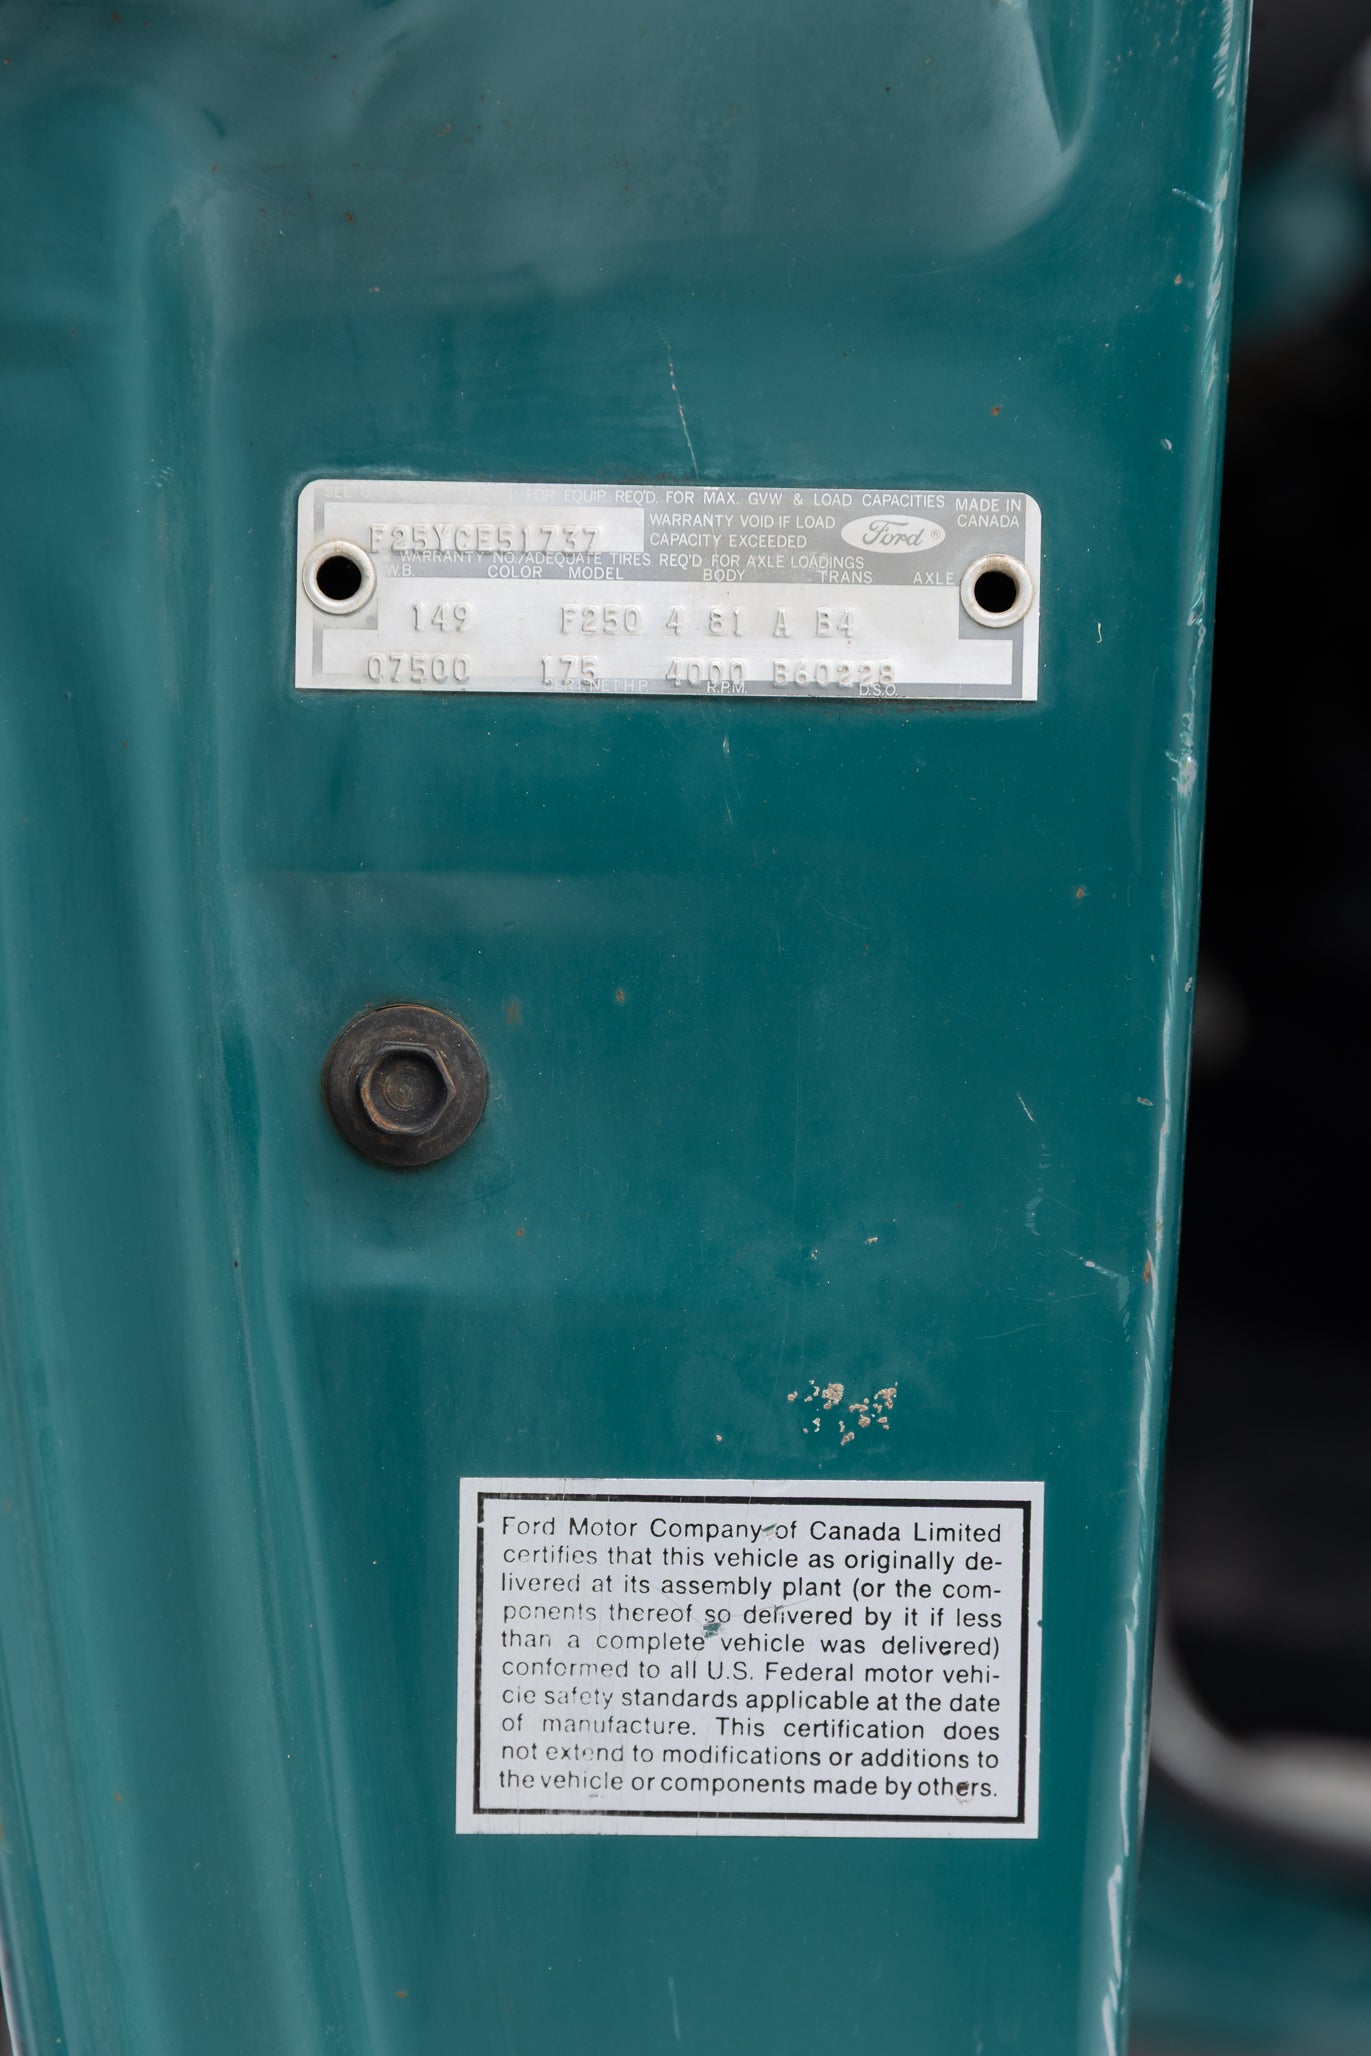 FOR EQUIP. REQ'D. FOR MAX. GVW & LOAD CAPACITIES MADE IN CANADA
WARRANTY VOID IF LOAD
CAPACITY EXCEEDED
Ford®
F25YCE51737
WARRANTY NO./ADEQUATE TIRES REQ'D FOR AXLE LOADINGS
W.B. COLOR MODEL BODY TRANS AXLE
149 F250 4 81 A B4
07500 175 4000 B60228
CERT. NET H.P. R.P.M. D.S.O.
Ford Motor Company of Canada Limited
certifies that this vehicle as originally de-
livered at its assembly plant (or the com-
ponents thereof so delivered by it if less
than a complete vehicle was delivered)
conformed to all U.S. Federal motor vehi-
cle safety standards applicable at the date
of manufacture. This certification does
not extend to modifications or additions to
the vehicle or components made by others.